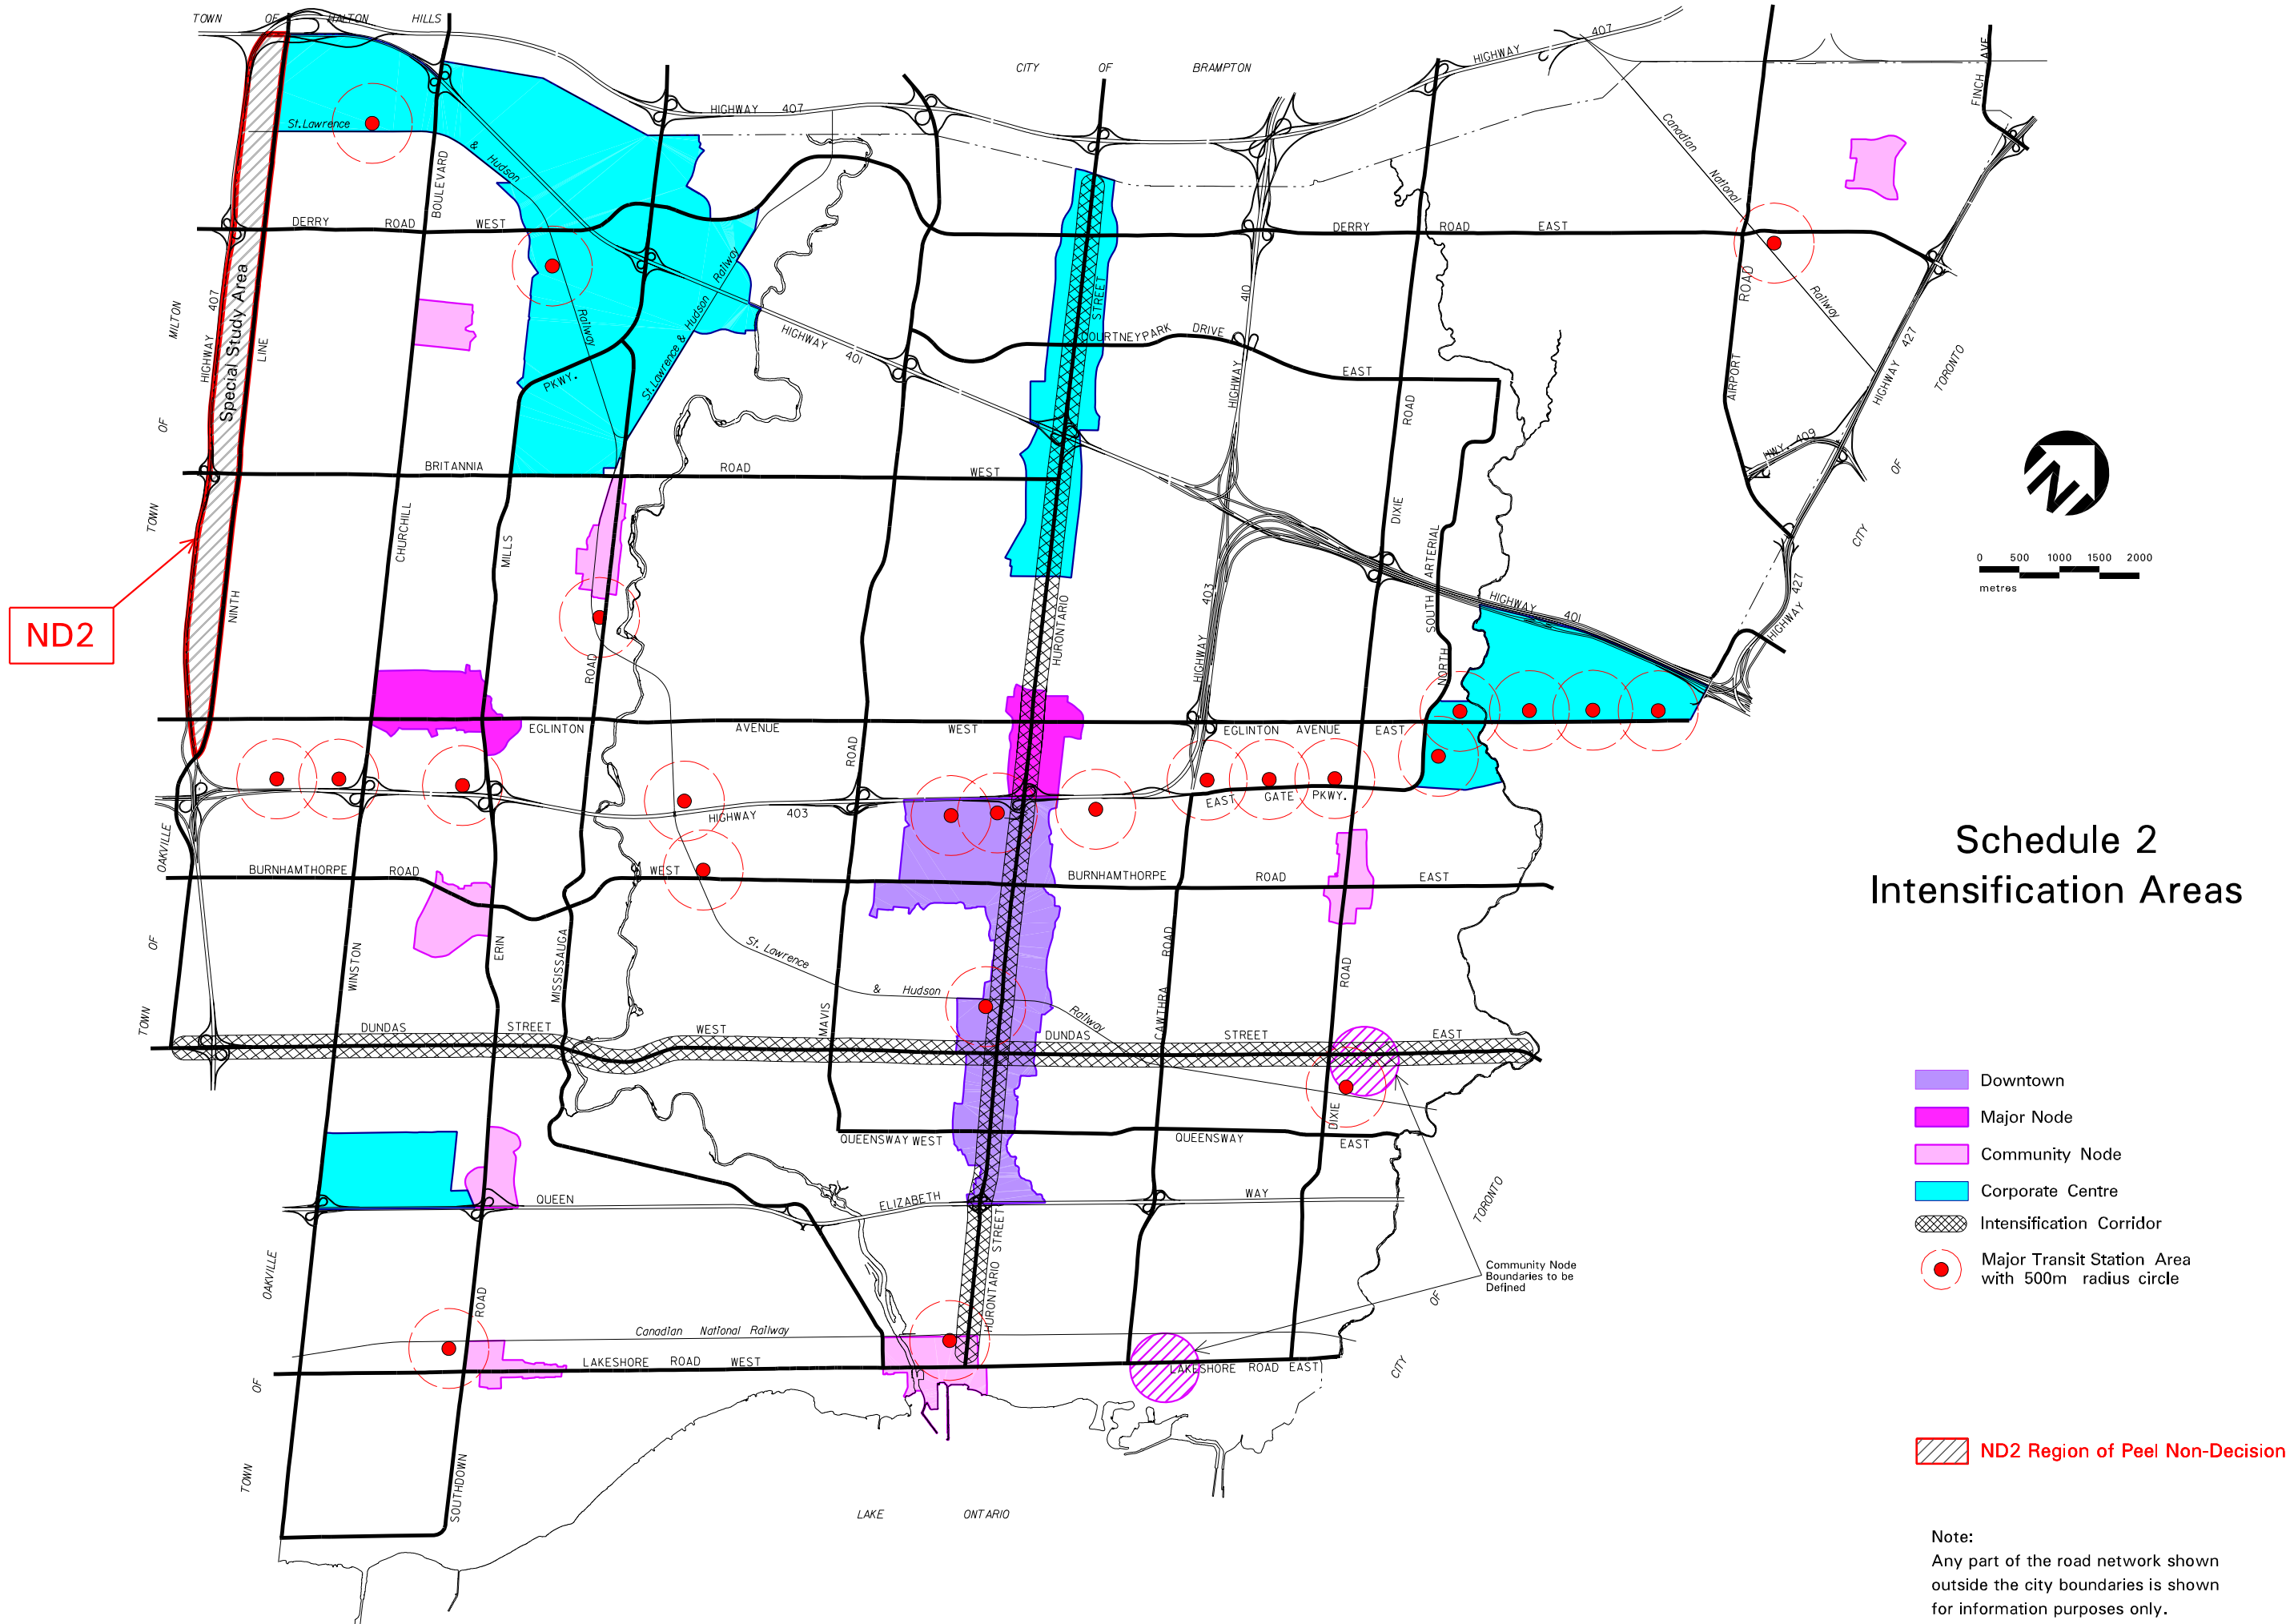 TOWN OF HALTON HILLS
CITY OF BRAMPTON
HIGHWAY 407
HIGHWAY 407
FINCH AVE
St.Lawrence & Hudson Railway
Canadian National Railway
BOULEVARD
DERRY ROAD WEST
DERRY ROAD EAST
Special Study Area
HIGHWAY 407
LINE
TOWN OF MILTON
St.Lawrence & Hudson Railway
STREET
410
ROAD
HIGHWAY 401
COURTNEYPARK DRIVE EAST
HIGHWAY
PKWY.
ROAD
AIRPORT
HIGHWAY 427
CITY OF TORONTO
HWY. 409
BRITANNIA ROAD WEST
CHURCHILL
MILLS
DIXIE
SOUTH ARTERIAL
N
0 500 1000 1500 2000
metres
NINTH
ND2
403
HIGHWAY 401
HIGHWAY 427
HURONTARIO
ROAD
HIGHWAY
NORTH
EGLINTON AVENUE WEST
EGLINTON AVENUE EAST
ROAD
EAST GATE PKWY.
HIGHWAY 403
Schedule 2
Intensification Areas
TOWN OF OAKVILLE
BURNHAMTHORPE ROAD WEST
BURNHAMTHORPE ROAD EAST
WINSTON
ERIN
MISSISSAUGA
St. Lawrence & Hudson Railway
MAVIS
CAWTHRA ROAD
ROAD
DUNDAS STREET WEST
DUNDAS STREET EAST
DIXIE
QUEENSWAY WEST
QUEENSWAY EAST
Downtown
Major Node
Community Node
Corporate Centre
Intensification Corridor
Major Transit Station Area
with 500m radius circle
QUEEN ELIZABETH WAY
CITY OF TORONTO
HURONTARIO STREET
Community Node
Boundaries to be
Defined
TOWN OF OAKVILLE
ROAD
Canadian National Railway
LAKESHORE ROAD WEST
LAKESHORE ROAD EAST
SOUTHDOWN
LAKE ONTARIO
ND2 Region of Peel Non-Decision
Note:
Any part of the road network shown
outside the city boundaries is shown
for information purposes only.